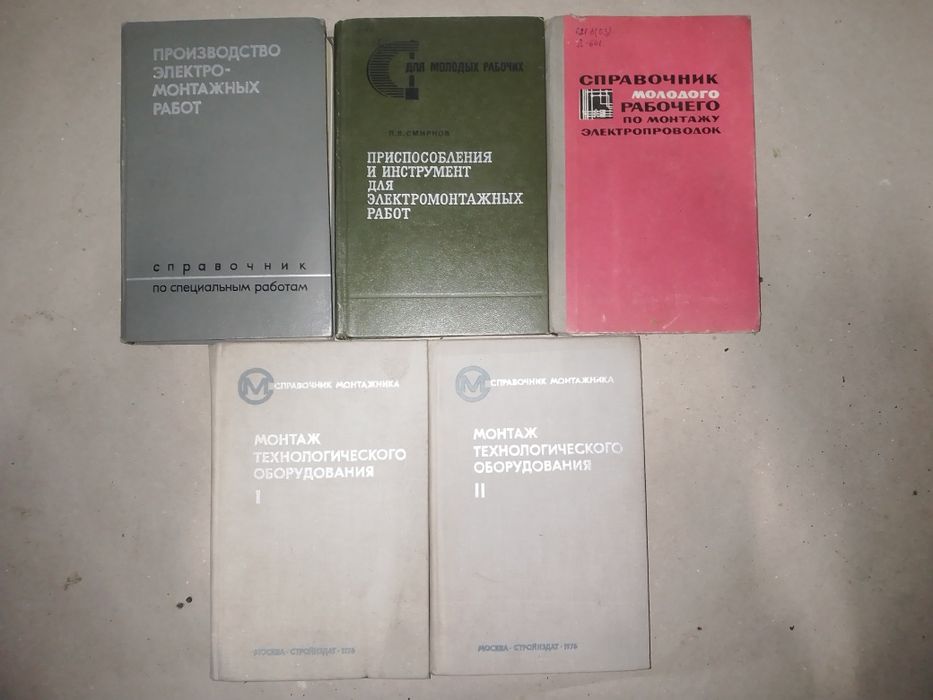 ПРОИЗВОДСТВО
ЭЛЕКТРО-
МОНТАЖНЫХ
РАБОТ
справочник
по специальным работам
ДЛЯ МОЛОДЫХ РАБОЧИХ
СМИРНОВ
ПРИСПОСОБЛЕНИЯ
И ИНСТРУМЕНТ
ДЛЯ
ЭЛЕКТРОМОНТАЖНЫХ
РАБОТ
СПРАВОЧНИК
МОЛОДОГО
РАБОЧЕГО
ПО МОНТАЖУ
ЭЛЕКТРОПРОВОДОК
СПРАВОЧНИК МОНТАЖНИКА
МОНТАЖ
ТЕХНОЛОГИЧЕСКОГО
ОБОРУДОВАНИЯ
I
МОСКВА · СТРОЙИЗДАТ · 1976
СПРАВОЧНИК МОНТАЖНИКА
МОНТАЖ
ТЕХНОЛОГИЧЕСКОГО
ОБОРУДОВАНИЯ
II
МОСКВА · СТРОЙИЗДАТ · 1976